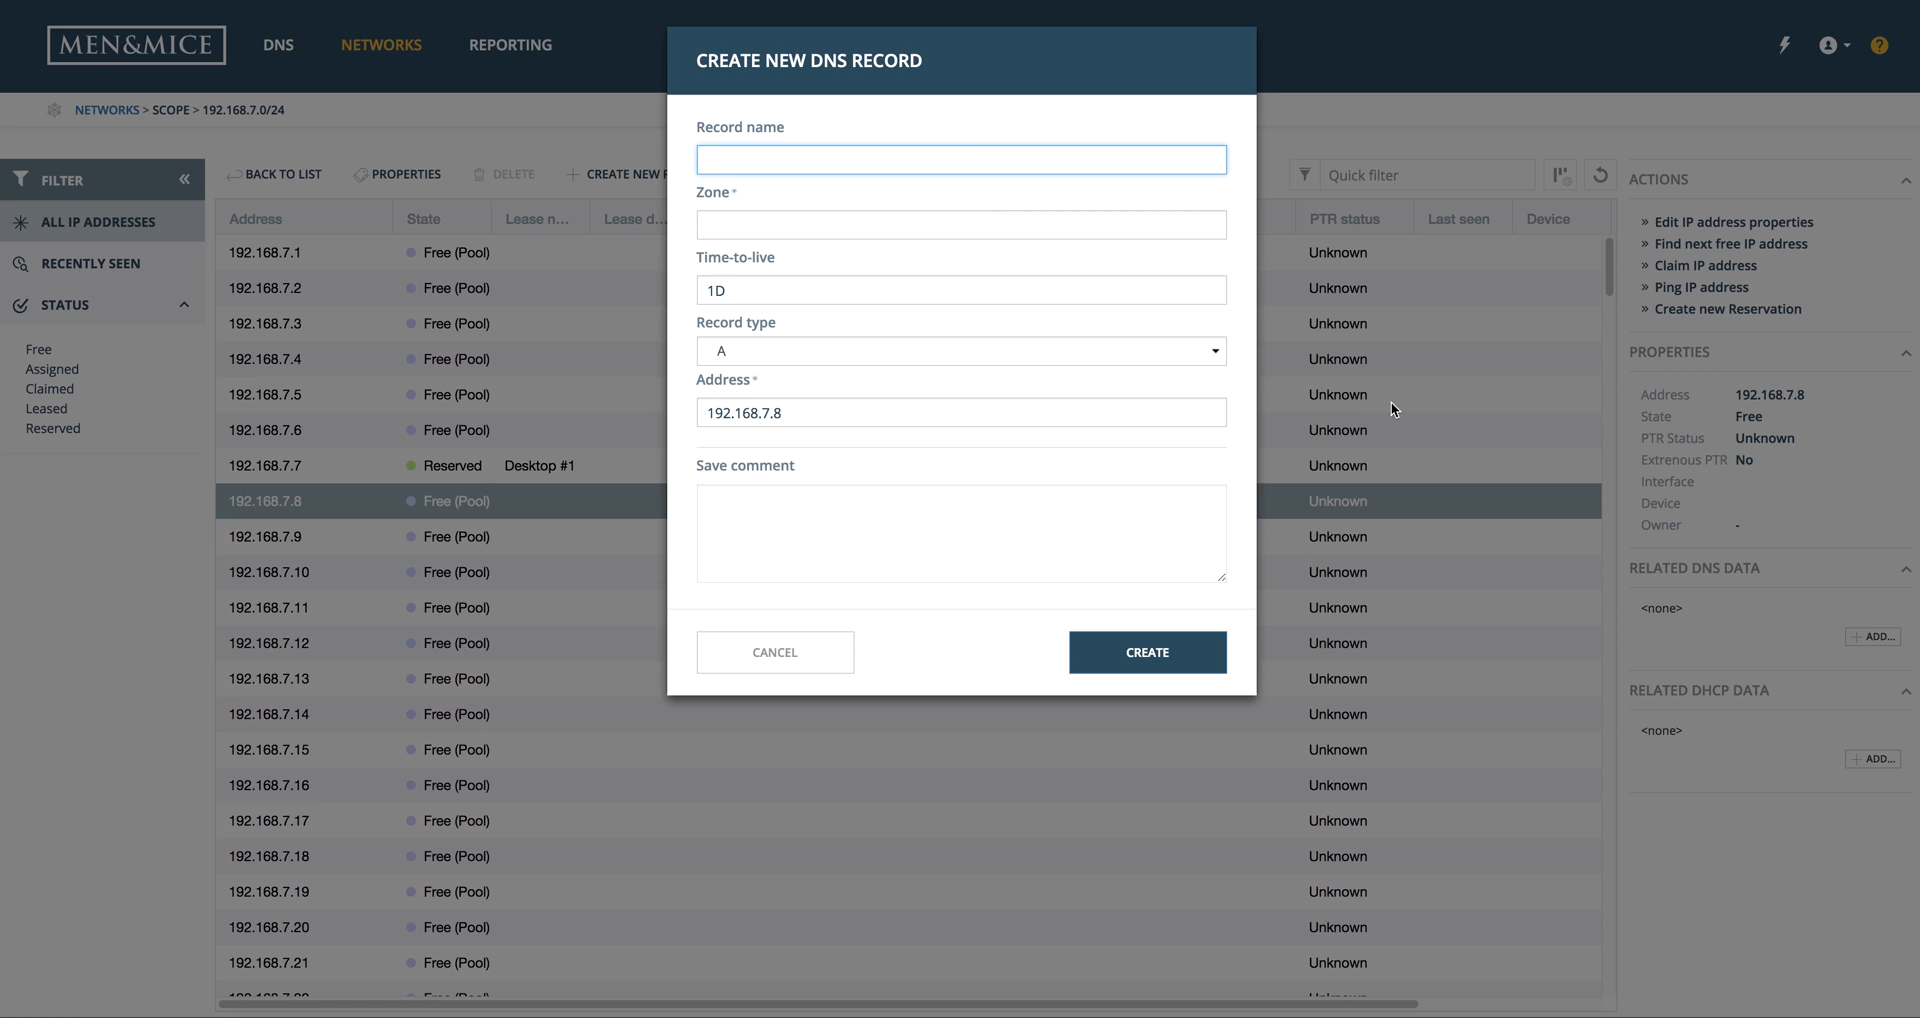 MEN&MICE
DNS
NETWORKS
REPORTING
?
NETWORKS > SCOPE > 192.168.7.0/24
FILTER
ALL IP ADDRESSES
RECENTLY SEEN
STATUS
Free
Assigned
Claimed
Leased
Reserved
BACK TO LIST
PROPERTIES
DELETE
CREATE NEW
Quick filter
Address State Lease n... Lease d... PTR status Last seen Device
192.168.7.1 Free (Pool) Unknown
192.168.7.2 Free (Pool) Unknown
192.168.7.3 Free (Pool) Unknown
192.168.7.4 Free (Pool) Unknown
192.168.7.5 Free (Pool) Unknown
192.168.7.6 Free (Pool) Unknown
192.168.7.7 Reserved Desktop #1 Unknown
192.168.7.8 Free (Pool) Unknown
192.168.7.9 Free (Pool) Unknown
192.168.7.10 Free (Pool) Unknown
192.168.7.11 Free (Pool) Unknown
192.168.7.12 Free (Pool) Unknown
192.168.7.13 Free (Pool) Unknown
192.168.7.14 Free (Pool) Unknown
192.168.7.15 Free (Pool) Unknown
192.168.7.16 Free (Pool) Unknown
192.168.7.17 Free (Pool) Unknown
192.168.7.18 Free (Pool) Unknown
192.168.7.19 Free (Pool) Unknown
192.168.7.20 Free (Pool) Unknown
192.168.7.21 Free (Pool) Unknown
CREATE NEW DNS RECORD
Record name
Zone *
Time-to-live
1D
Record type
A
Address *
192.168.7.8
Save comment
CANCEL
CREATE
ACTIONS
» Edit IP address properties
» Find next free IP address
» Claim IP address
» Ping IP address
» Create new Reservation
PROPERTIES
Address 192.168.7.8
State Free
PTR Status Unknown
Extrenous PTR No
Interface
Device
Owner -
RELATED DNS DATA
<none>
+ ADD...
RELATED DHCP DATA
<none>
+ ADD...